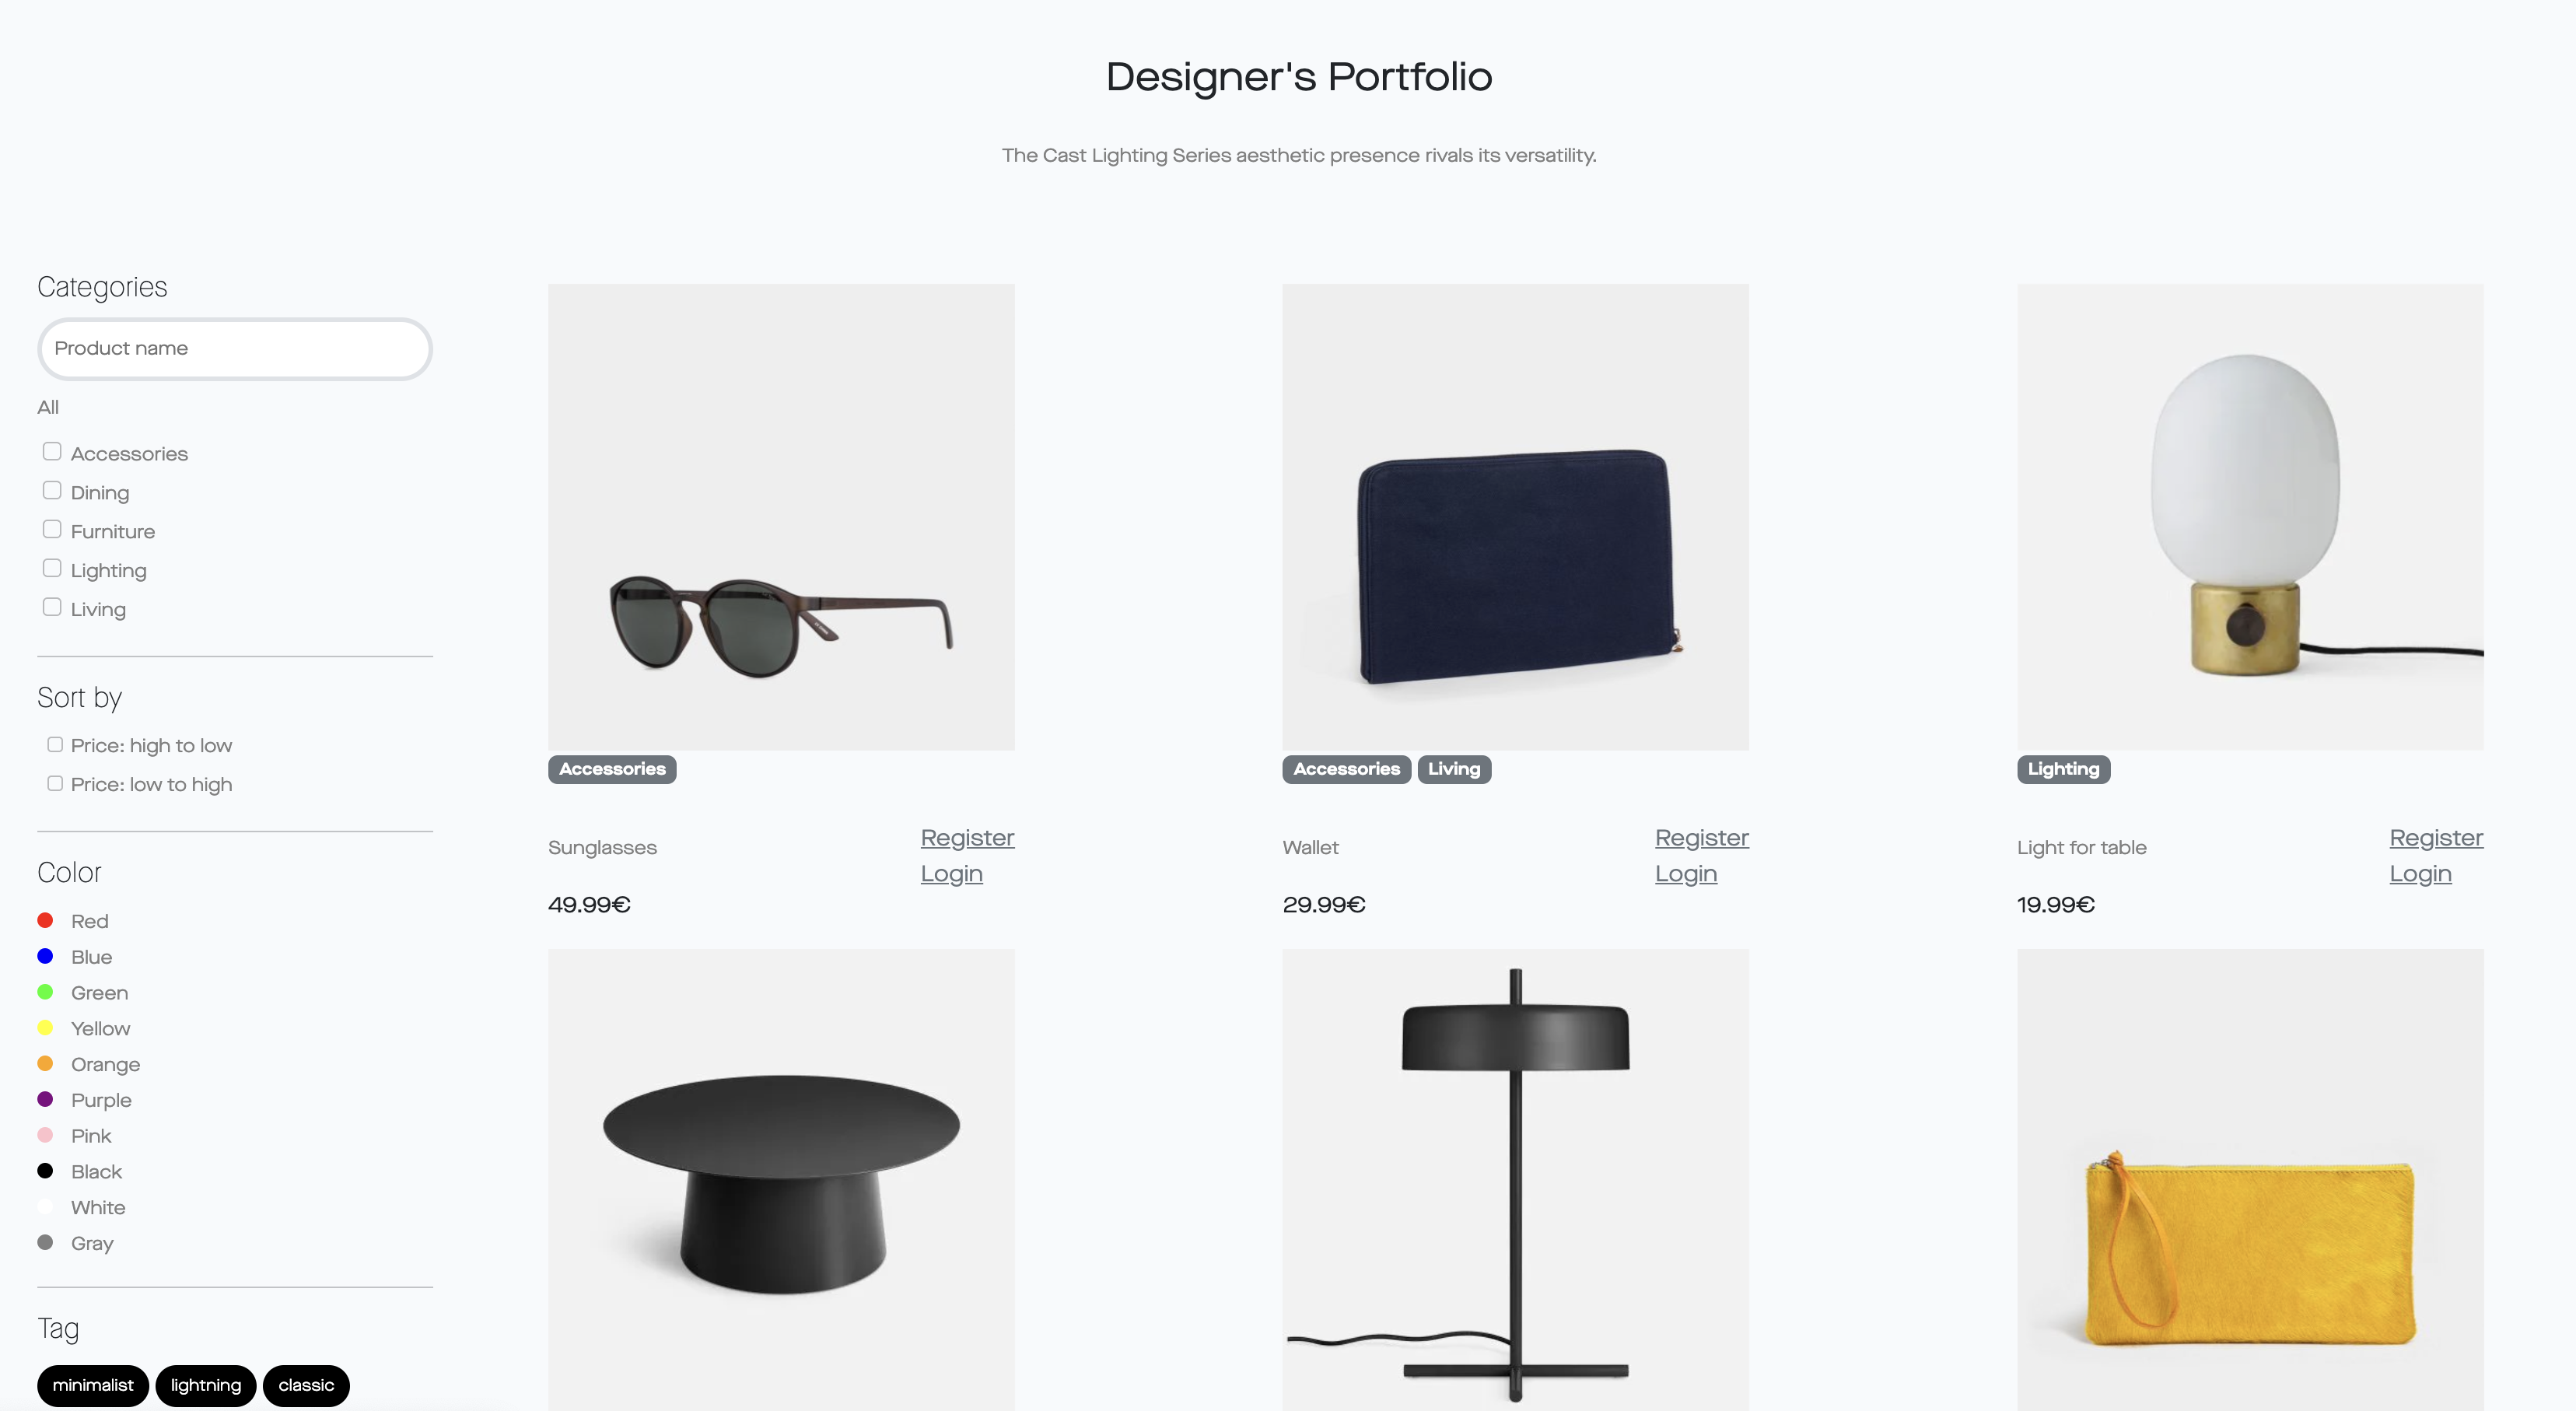 Designer's Portfolio
The Cast Lighting Series aesthetic presence rivals its versatility.
Categories
Product name
All
Accessories
Dining
Furniture
Lighting
Living
Sort by
Price: high to low
Price: low to high
Color
Red
Blue
Green
Yellow
Orange
Purple
Pink
Black
White
Gray
Tag
minimalist lightning classic
Accessories
Sunglasses
Register
Login
49.99€
Accessories Living
Wallet
Register
Login
29.99€
Lighting
Light for table
Register
Login
19.99€